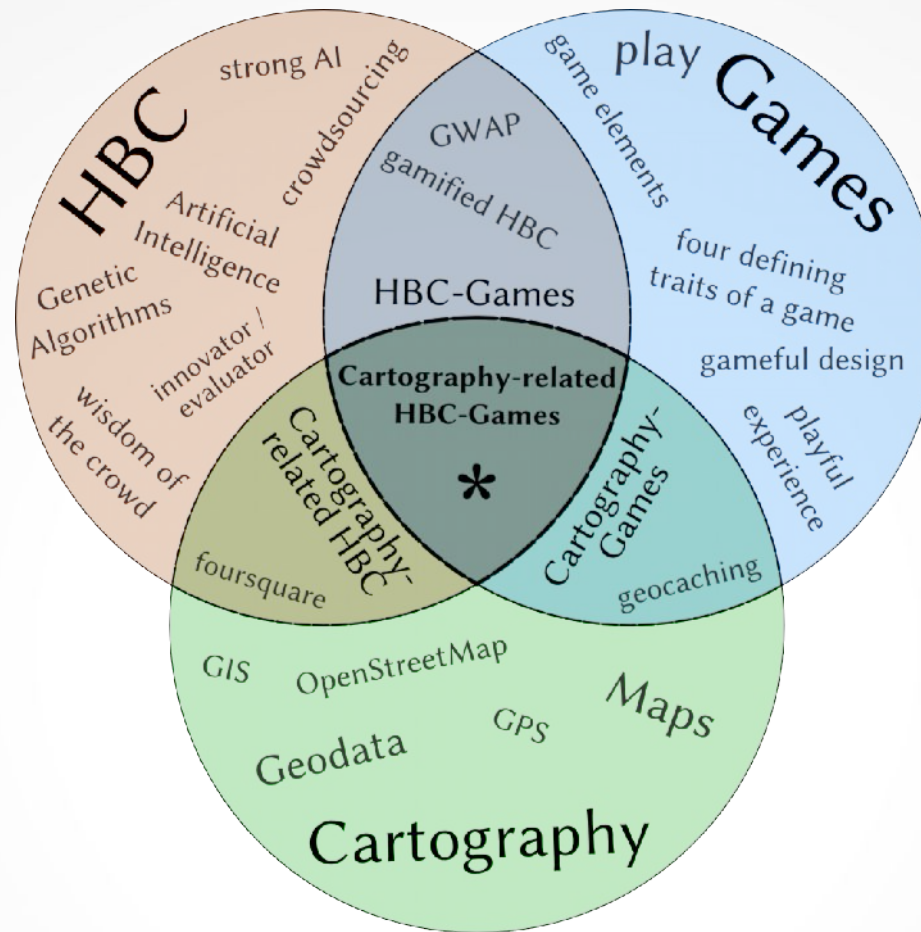 HBC
strong AI
crowdsourcing
Artificial
Intelligence
Genetic
Algorithms
innovator /
evaluator
wisdom of
the crowd
GWAP
gamified HBC
HBC-Games
game elements
play
Games
four defining
traits of a game
gameful design
playful
experience
Cartography-related
HBC-Games
*
Cartography-
related HBC
foursquare
Cartography-
Games
geocaching
GIS
OpenStreetMap
Maps
GPS
Geodata
Cartography